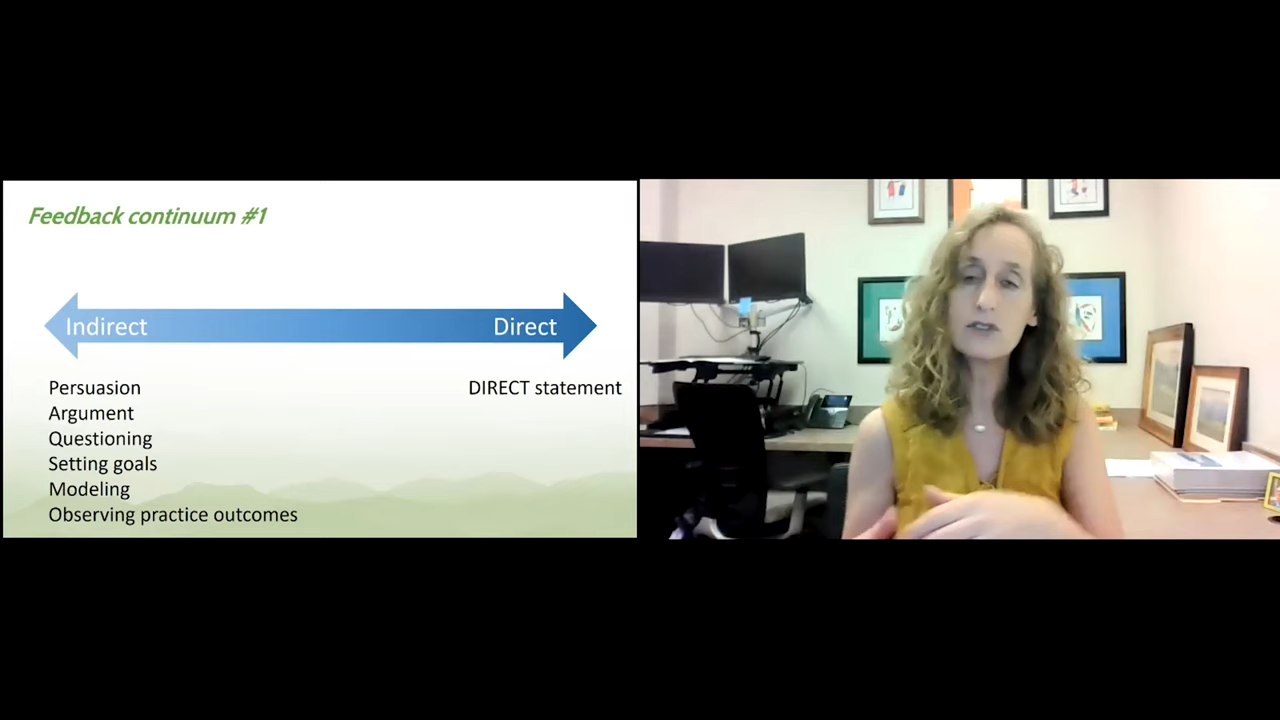 Feedback continuum #1
Indirect
Direct
Persuasion
DIRECT statement
Argument
Questioning
Setting goals
Modeling
Observing practice outcomes